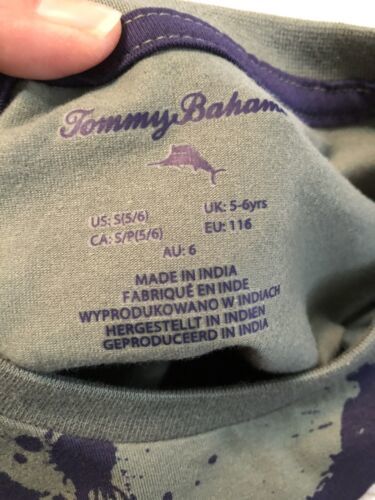 Tommy Baham
US: S(5/6) UK: 5-6yrs
CA: S/P(5/6) EU: 116
AU: 6
MADE IN INDIA
FABRIQUÉ EN INDE
WYPRODUKOWANO W INDIACH
HERGESTELLT IN INDIEN
GEPRODUCEERD IN INDIA